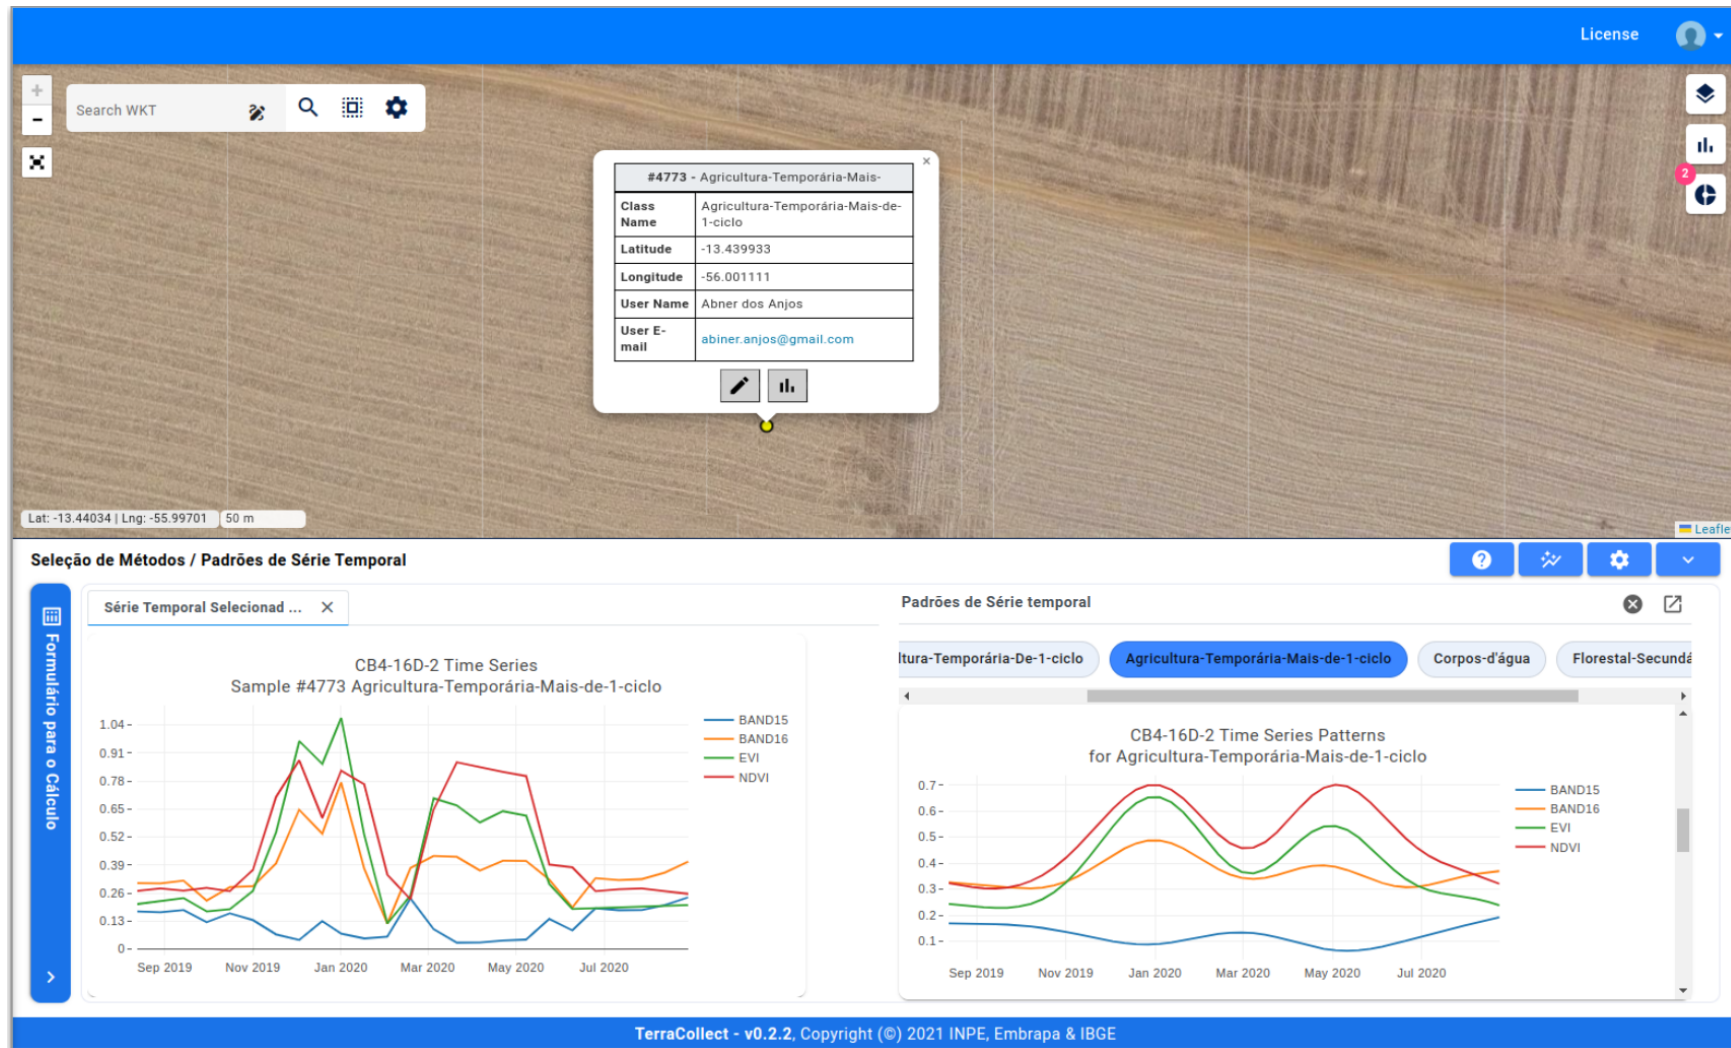 License
+
-
Search WKT
2
×
#4773 - Agricultura-Temporária-Mais-
Class Name
Agricultura-Temporária-Mais-de-
1-ciclo
Latitude
-13.439933
Longitude
-56.001111
User Name
Abner dos Anjos
User E-
mail
abiner.anjos@gmail.com
Lat: -13.44034 | Lng: -55.99701
50 m
Leafle
Seleção de Métodos / Padrões de Série Temporal
Formulário para o Cálculo
Série Temporal Selecionad ...
CB4-16D-2 Time Series
Sample #4773 Agricultura-Temporária-Mais-de-1-ciclo
1.04
0.91
0.78
0.65
0.52
0.39
0.26
0.13
0
Sep 2019 Nov 2019 Jan 2020 Mar 2020 May 2020 Jul 2020
BAND15
BAND16
EVI
NDVI
Padrões de Série temporal
ltura-Temporária-De-1-ciclo
Agricultura-Temporária-Mais-de-1-ciclo
Corpos-d'água
Florestal-Secundá
CB4-16D-2 Time Series Patterns
for Agricultura-Temporária-Mais-de-1-ciclo
0.7
0.6
0.5
0.4
0.3
0.2
0.1
Sep 2019 Nov 2019 Jan 2020 Mar 2020 May 2020 Jul 2020
BAND15
BAND16
EVI
NDVI
TerraCollect - v0.2.2, Copyright (©) 2021 INPE, Embrapa & IBGE